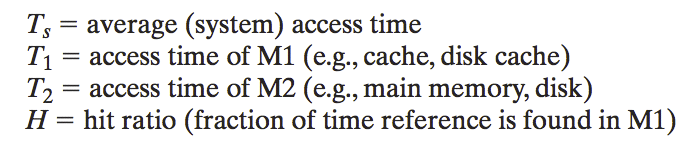 Tₛ = average (system) access time
T₁ = access time of M1 (e.g., cache, disk cache)
T₂ = access time of M2 (e.g., main memory, disk)
H = hit ratio (fraction of time reference is found in M1)